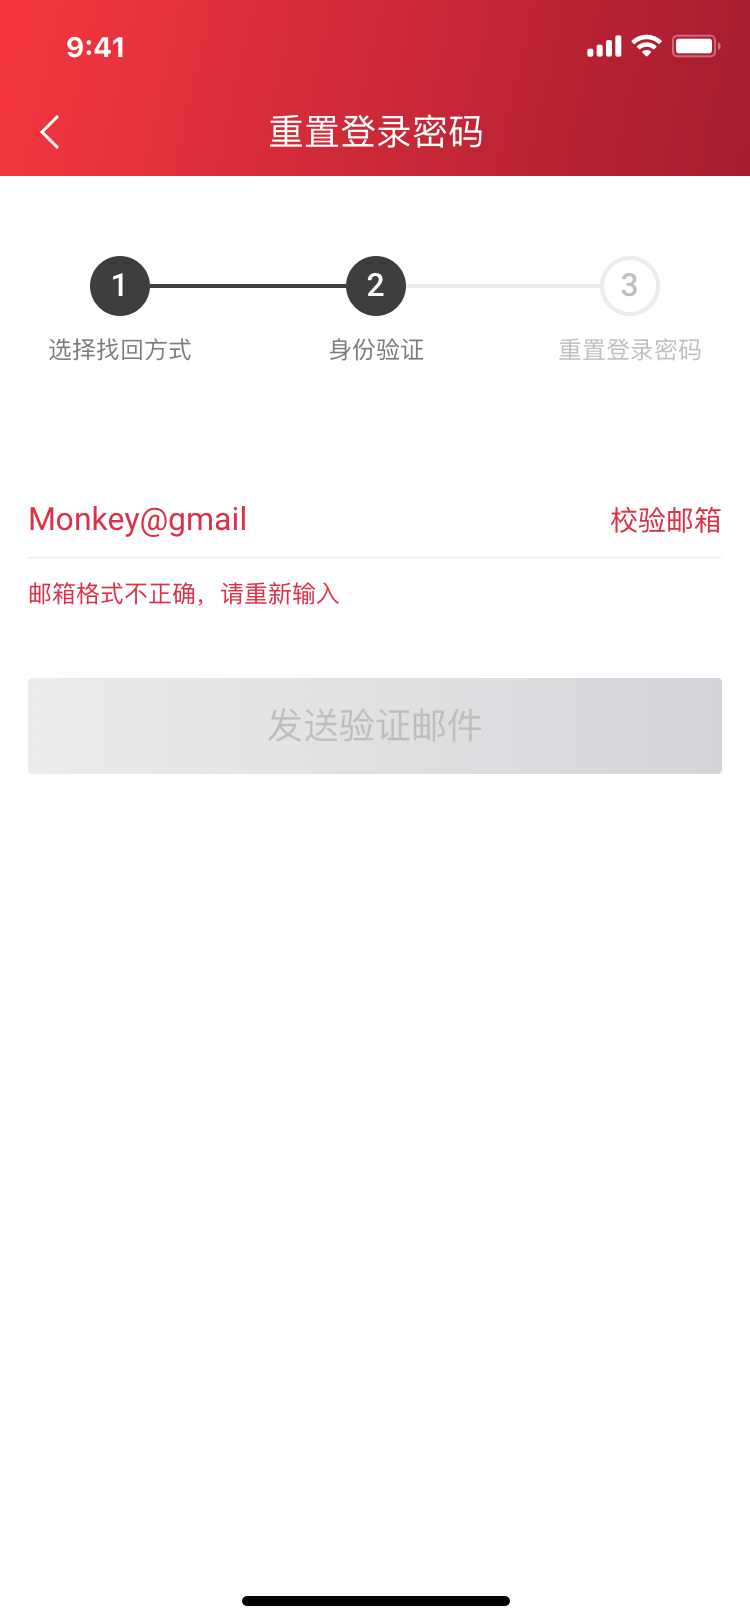 9:41
重置登录密码
1
2
3
选择找回方式
身份验证
重置登录密码
Monkey@gmail
校验邮箱
邮箱格式不正确，请重新输入
发送验证邮件